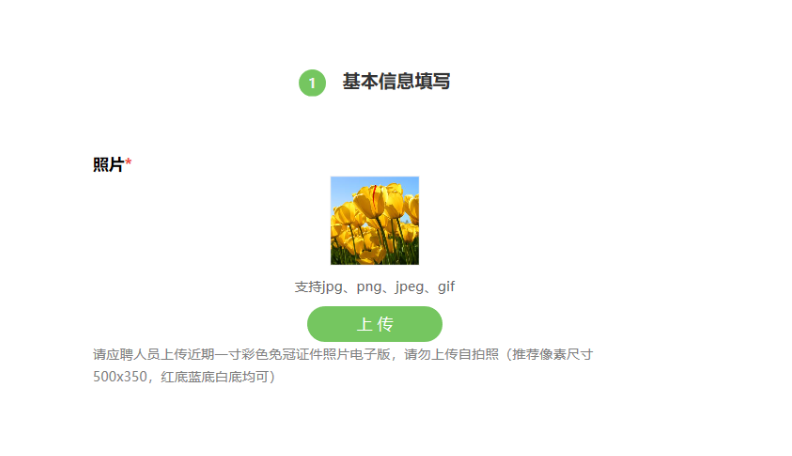 1 基本信息填写
照片*
支持jpg、png、jpeg、gif
上传
请应聘人员上传近期一寸彩色免冠证件照片电子版，请勿上传自拍照（推荐像素尺寸
500x350，红底蓝底白底均可）